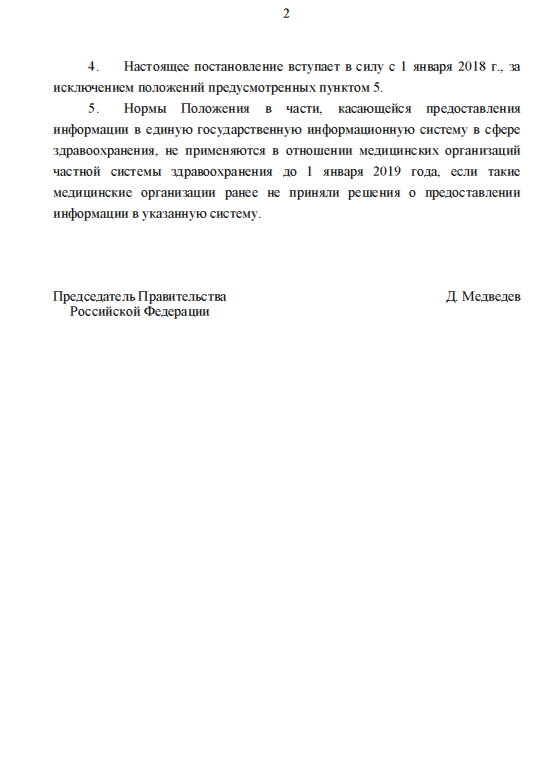 2
4. Настоящее постановление вступает в силу с 1 января 2018 г., за
исключением положений предусмотренных пунктом 5.
5. Нормы Положения в части, касающейся предоставления
информации в единую государственную информационную систему в сфере
здравоохранения, не применяются в отношении медицинских организаций
частной системы здравоохранения до 1 января 2019 года, если такие
медицинские организации ранее не приняли решения о предоставлении
информации в указанную систему.
Председатель Правительства
Российской Федерации
Д. Медведев